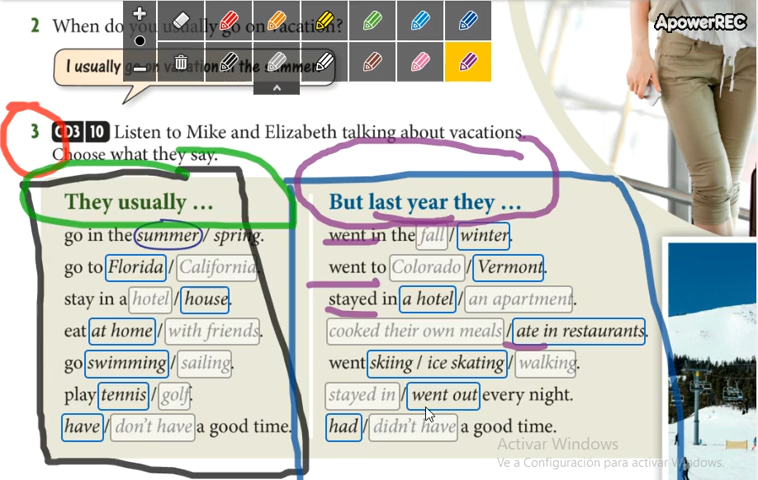 2 When do you usually go on vacation?
I usually go on vacation in the summer.
ApowerREC
3 CD3 10 Listen to Mike and Elizabeth talking about vacations.
Choose what they say.
They usually …
go in the summer / spring.
go to Florida / California.
stay in a hotel / house.
eat at home / with friends.
go swimming / sailing.
play tennis / golf.
have / don't have a good time.
But last year they …
went in the fall / winter.
went to Colorado / Vermont.
stayed in a hotel / an apartment.
cooked their own meals / ate in restaurants.
went skiing / ice skating / walking.
stayed in / went out every night.
had / didn't have a good time.
Activar Windows
Ve a Configuración para activar Windows.